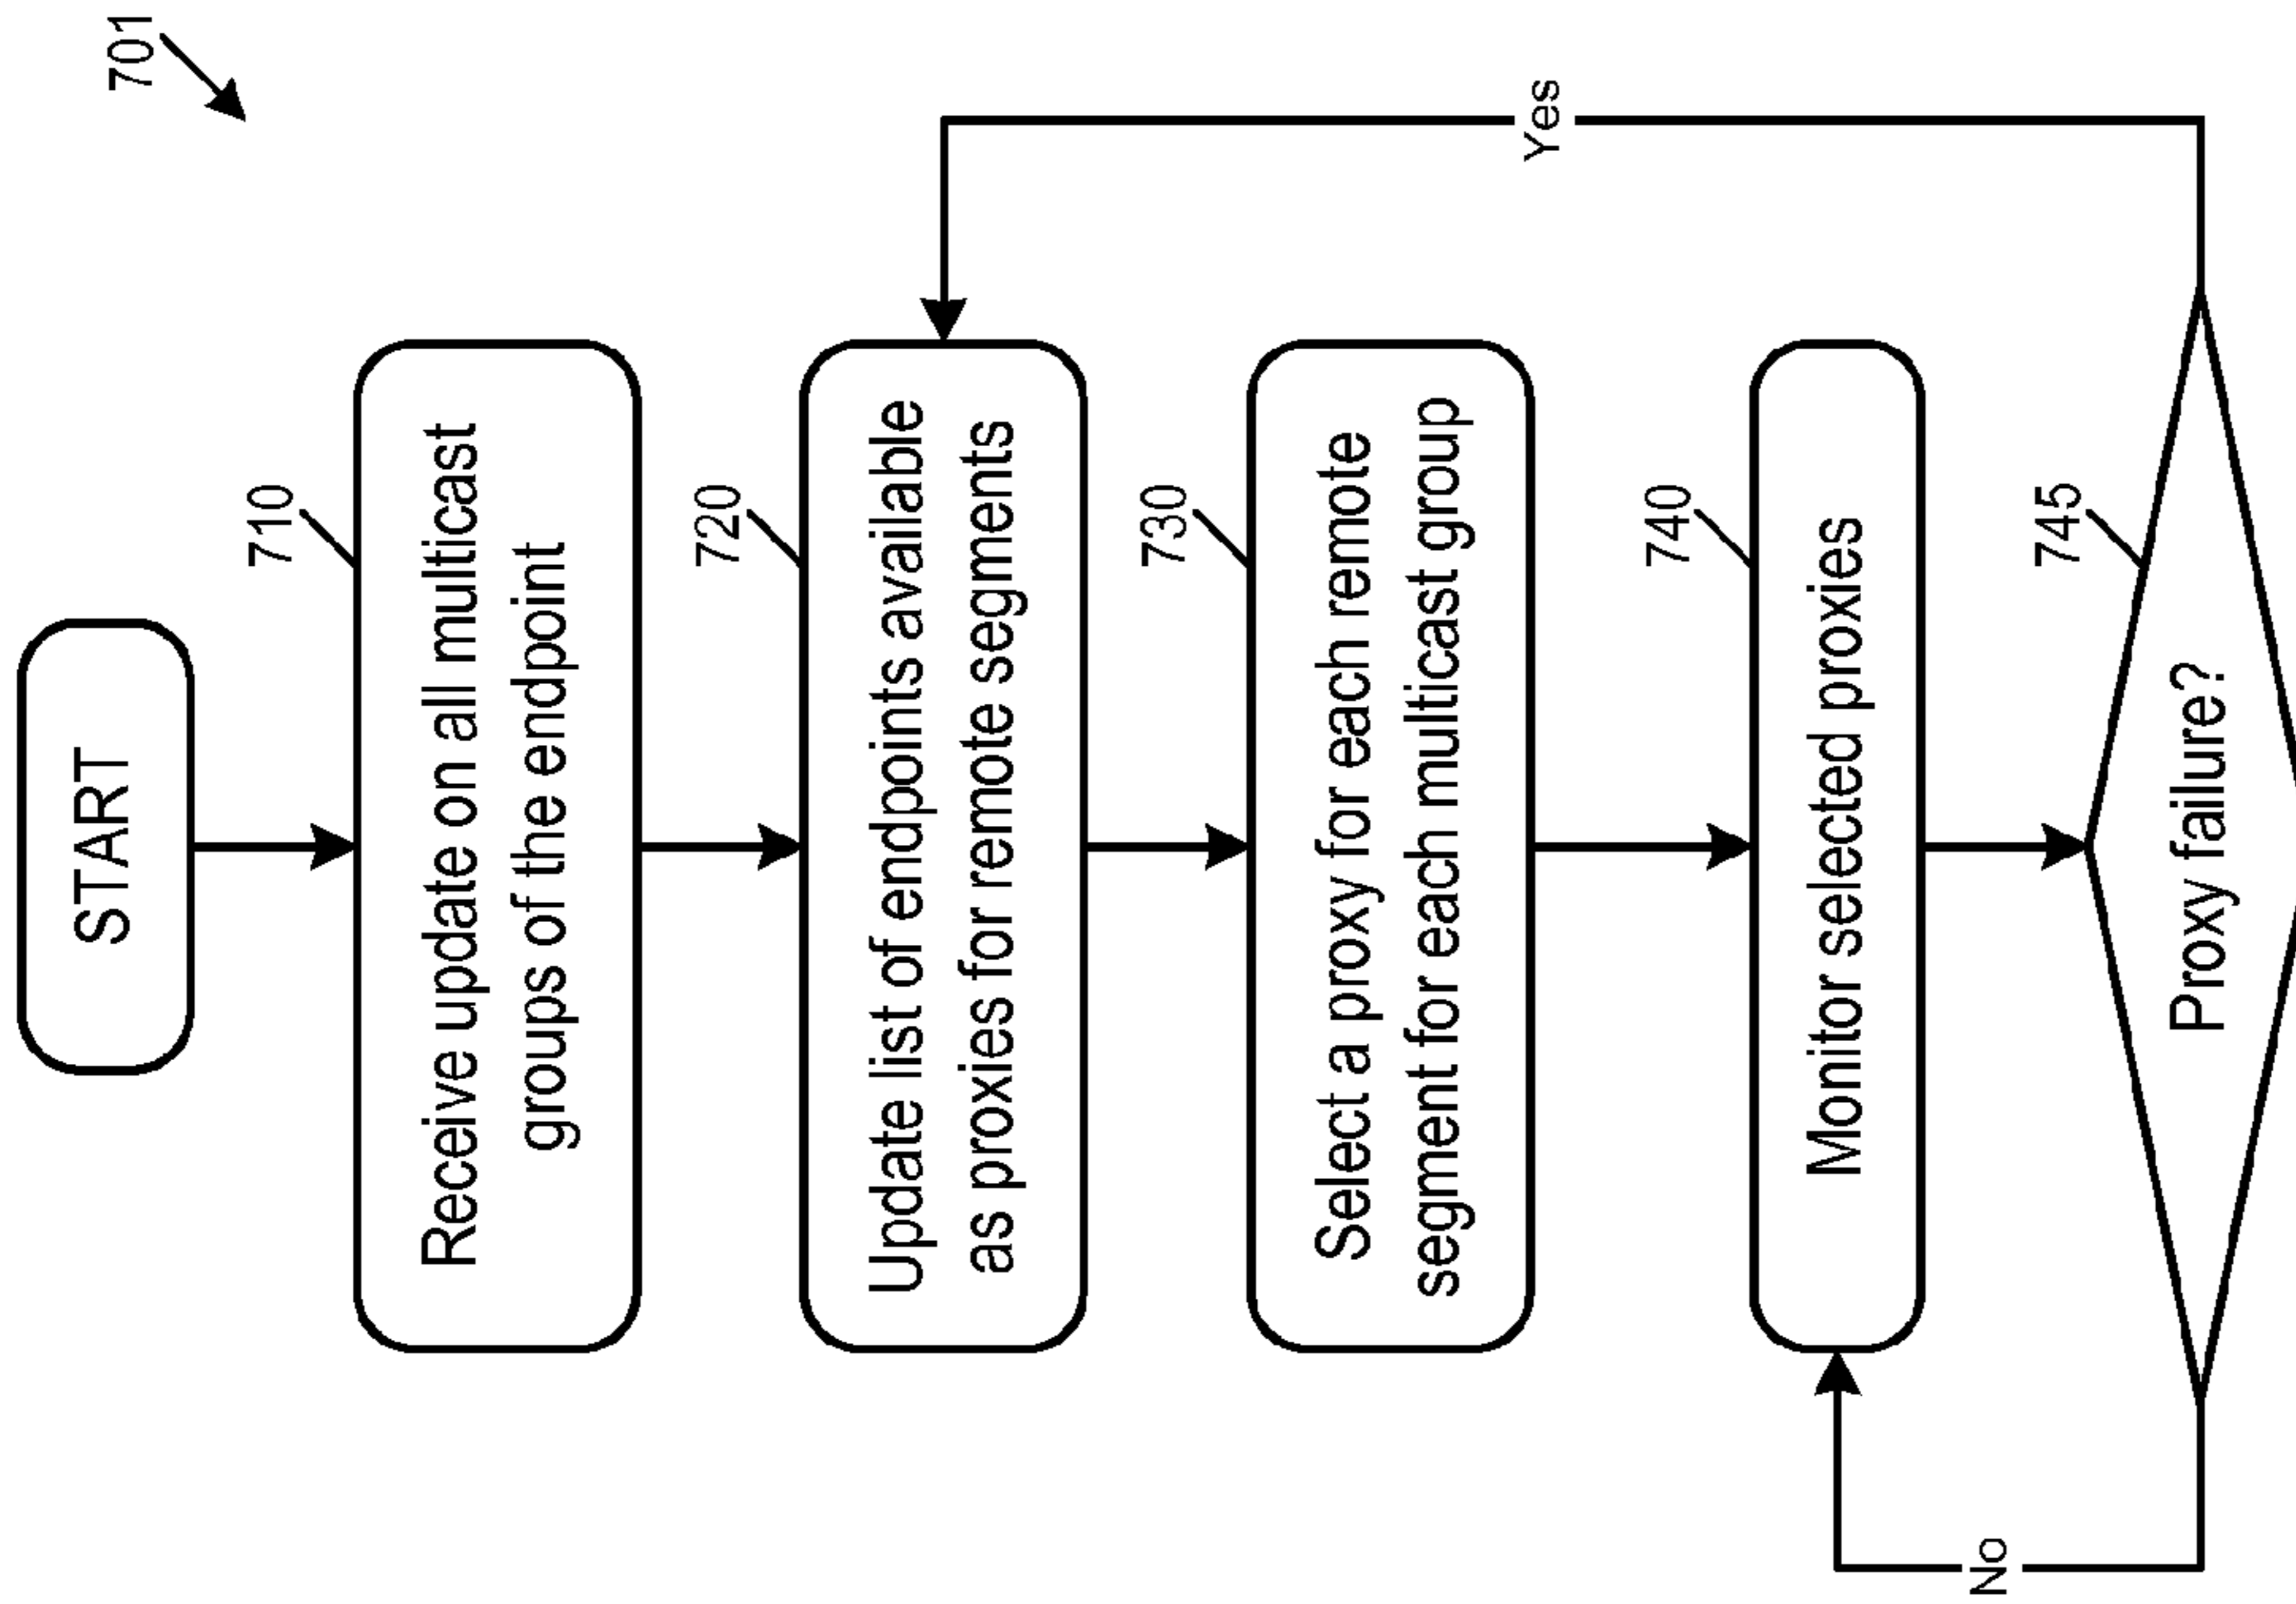 701
START
710
Receive update on all multicast
groups of the endpoint
720
Update list of endpoints available
as proxies for remote segments
730
Select a proxy for each remote
segment for each multicast group
740
Monitor selected proxies
745
Proxy failure?
Yes
No